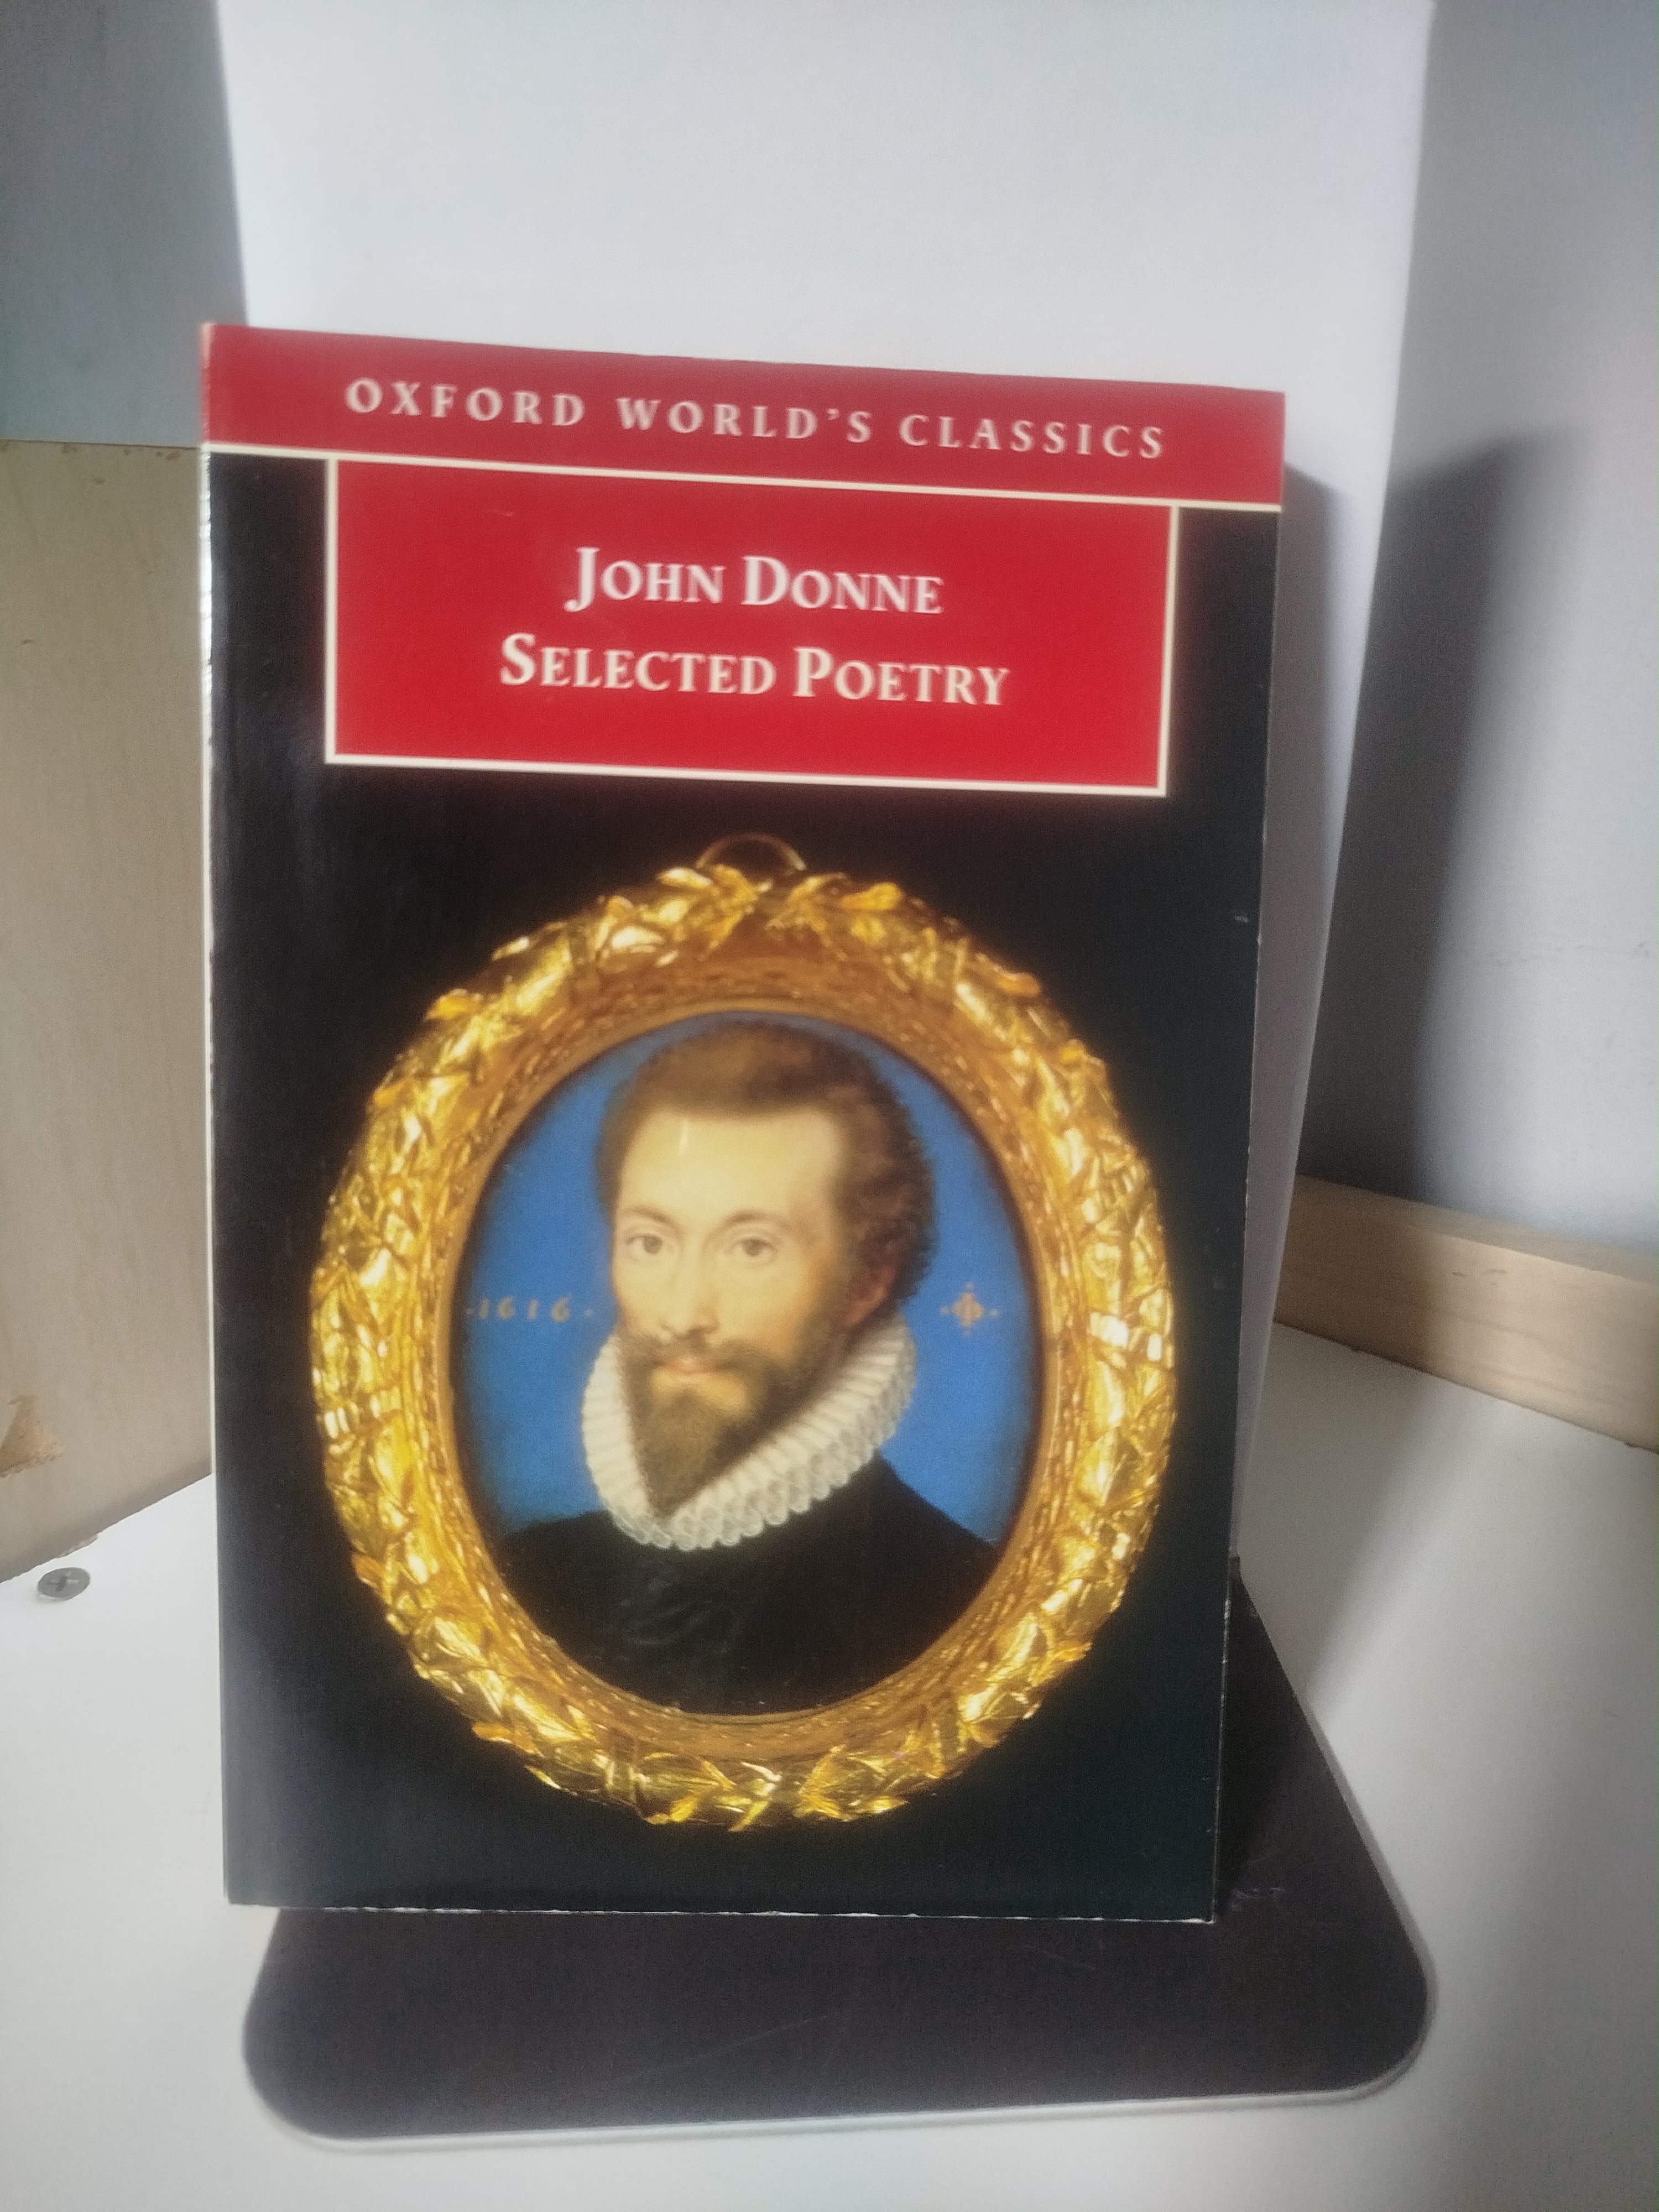 OXFORD WORLD'S CLASSICS
JOHN DONNE
SELECTED POETRY
·1616·